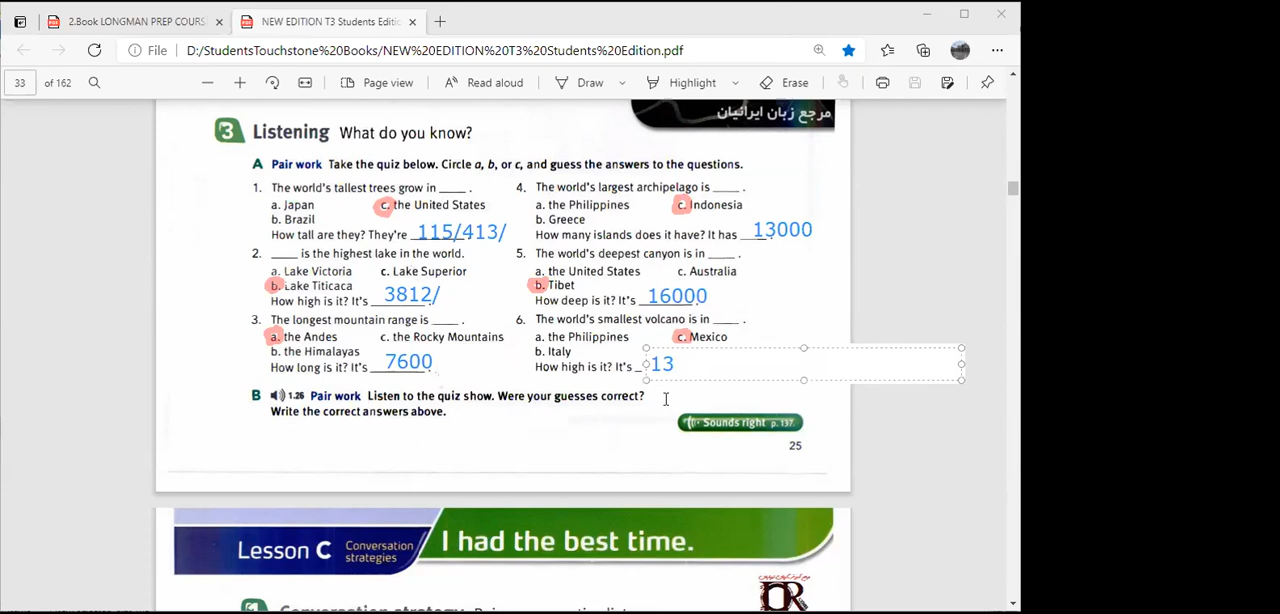 2.Book LONGMAN PREP COURS
NEW EDITION T3 Students Editio
File D:/StudentsTouchstone%20Books/NEW%20EDITION%20T3%20Students%20Edition.pdf
33 of 162 Page view Read aloud Draw Highlight Erase
مرجع زبان ایرانیان
3 Listening What do you know?
A Pair work Take the quiz below. Circle a, b, or c, and guess the answers to the questions.
1. The world's tallest trees grow in ____ .
a. Japan c. the United States
b. Brazil
How tall are they? They're 115/413/
2. ____ is the highest lake in the world.
a. Lake Victoria c. Lake Superior
b. Lake Titicaca
How high is it? It's 3812/ .
3. The longest mountain range is ____ .
a. the Andes c. the Rocky Mountains
b. the Himalayas
How long is it? It's 7600 .
4. The world's largest archipelago is ____ .
a. the Philippines c. Indonesia
b. Greece
How many islands does it have? It has 13000
5. The world's deepest canyon is in ____ .
a. the United States c. Australia
b. Tibet
How deep is it? It's 16000 .
6. The world's smallest volcano is in ____ .
a. the Philippines c. Mexico
b. Italy
How high is it? It's _ 13
B 1.26 Pair work Listen to the quiz show. Were your guesses correct?
Write the correct answers above.
Sounds right p. 137.
25
Lesson C Conversation strategies I had the best time.